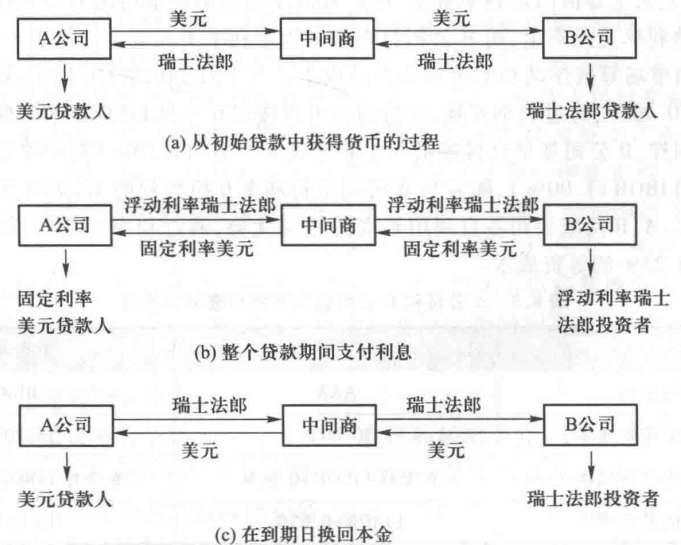 美元 美元
A公司 中间商 B公司
瑞士法郎 瑞士法郎
美元贷款人 瑞士法郎贷款人
(a) 从初始贷款中获得货币的过程
浮动利率瑞士法郎 浮动利率瑞士法郎
A公司 中间商 B公司
固定利率美元 固定利率美元
固定利率 浮动利率瑞士
美元贷款人 法郎投资者
(b) 整个贷款期间支付利息
瑞士法郎 瑞士法郎
A公司 中间商 B公司
美元 美元
美元贷款人 瑞士法郎投资者
(c) 在到期日换回本金